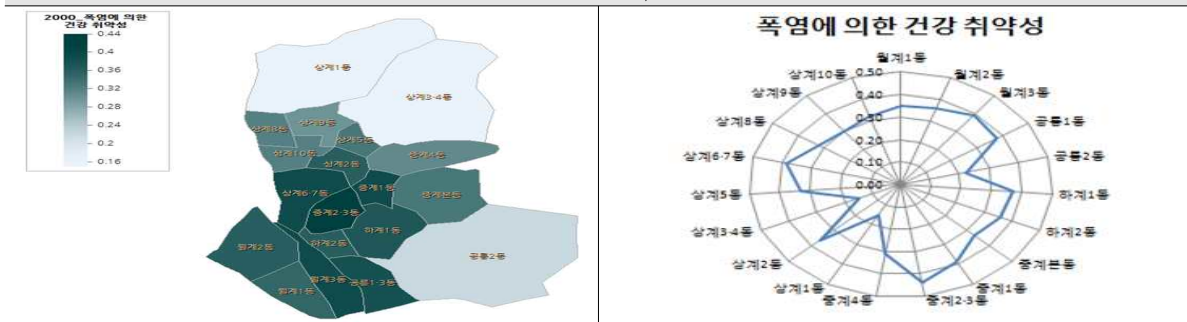 2000_폭염에 의한
건강 취약성
0.44
0.4
0.36
0.32
0.28
0.24
0.2
0.16
상계1동
상계3·4동
상계8동
상계9동
상계5동
상계10동
상계2동
중계4동
상계6·7동
중계1동
중계본동
중계2·3동
하계2동
하계1동
월계2동
월계3동
공릉1·3동
공릉2동
월계1동
폭염에 의한 건강 취약성
월계1동
월계2동
월계3동
공릉1동
공릉2동
하계1동
하계2동
중계본동
중계1동
중계2·3동
중계4동
상계1동
상계2동
상계3·4동
상계5동
상계6·7동
상계8동
상계9동
상계10동
0.50
0.40
0.30
0.20
0.10
0.00